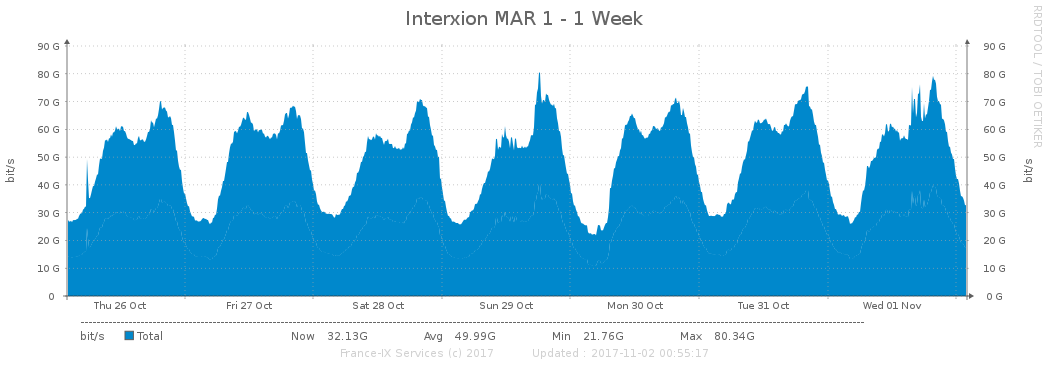 Interxion MAR 1 - 1 Week
RRDTOOL / TOBI OETIKER
90 G 90 G
80 G 80 G
70 G 70 G
60 G 60 G
50 G 50 G
40 G 40 G
30 G 30 G
20 G 20 G
10 G 10 G
0 0 G
bit/s
bit/s
Thu 26 Oct Fri 27 Oct Sat 28 Oct Sun 29 Oct Mon 30 Oct Tue 31 Oct Wed 01 Nov
bit/s Total Now 32.13G Avg 49.99G Min 21.76G Max 80.34G
France-IX Services (c) 2017 Updated : 2017-11-02 00:55:17